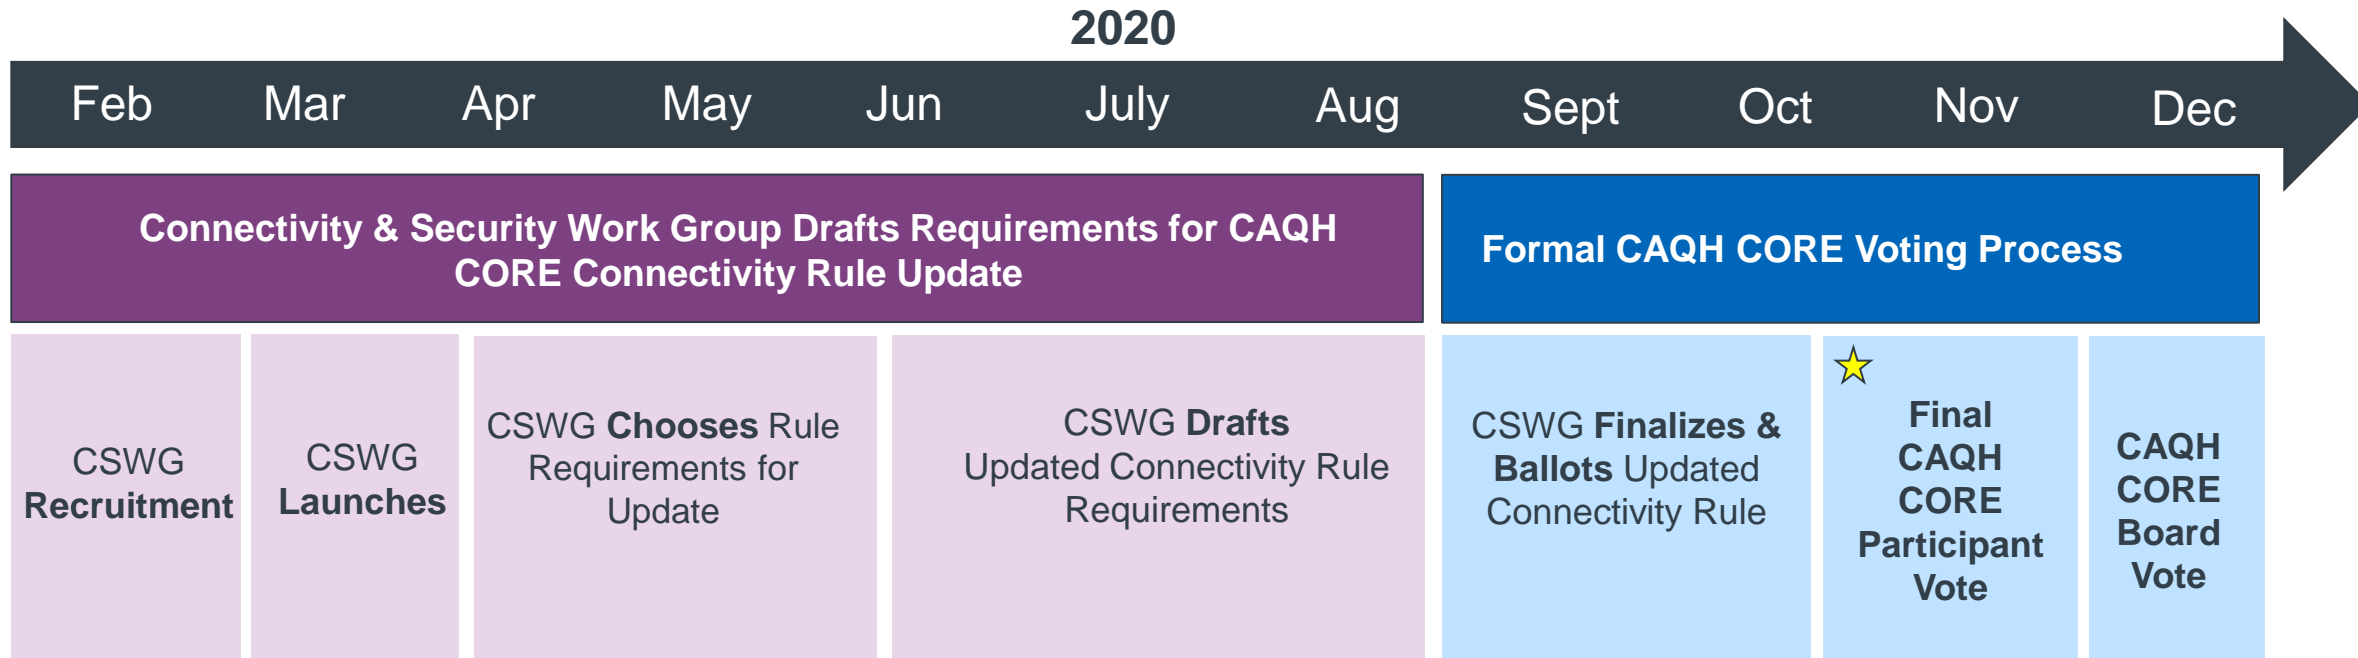 2020
Feb Mar Apr May Jun July Aug Sept Oct Nov Dec
Connectivity & Security Work Group Drafts Requirements for CAQH
CORE Connectivity Rule Update
Formal CAQH CORE Voting Process
CSWG
Recruitment
CSWG
Launches
CSWG Chooses Rule
Requirements for
Update
CSWG Drafts
Updated Connectivity Rule
Requirements
CSWG Finalizes &
Ballots Updated
Connectivity Rule
Final
CAQH
CORE
Participant
Vote
CAQH
CORE
Board
Vote